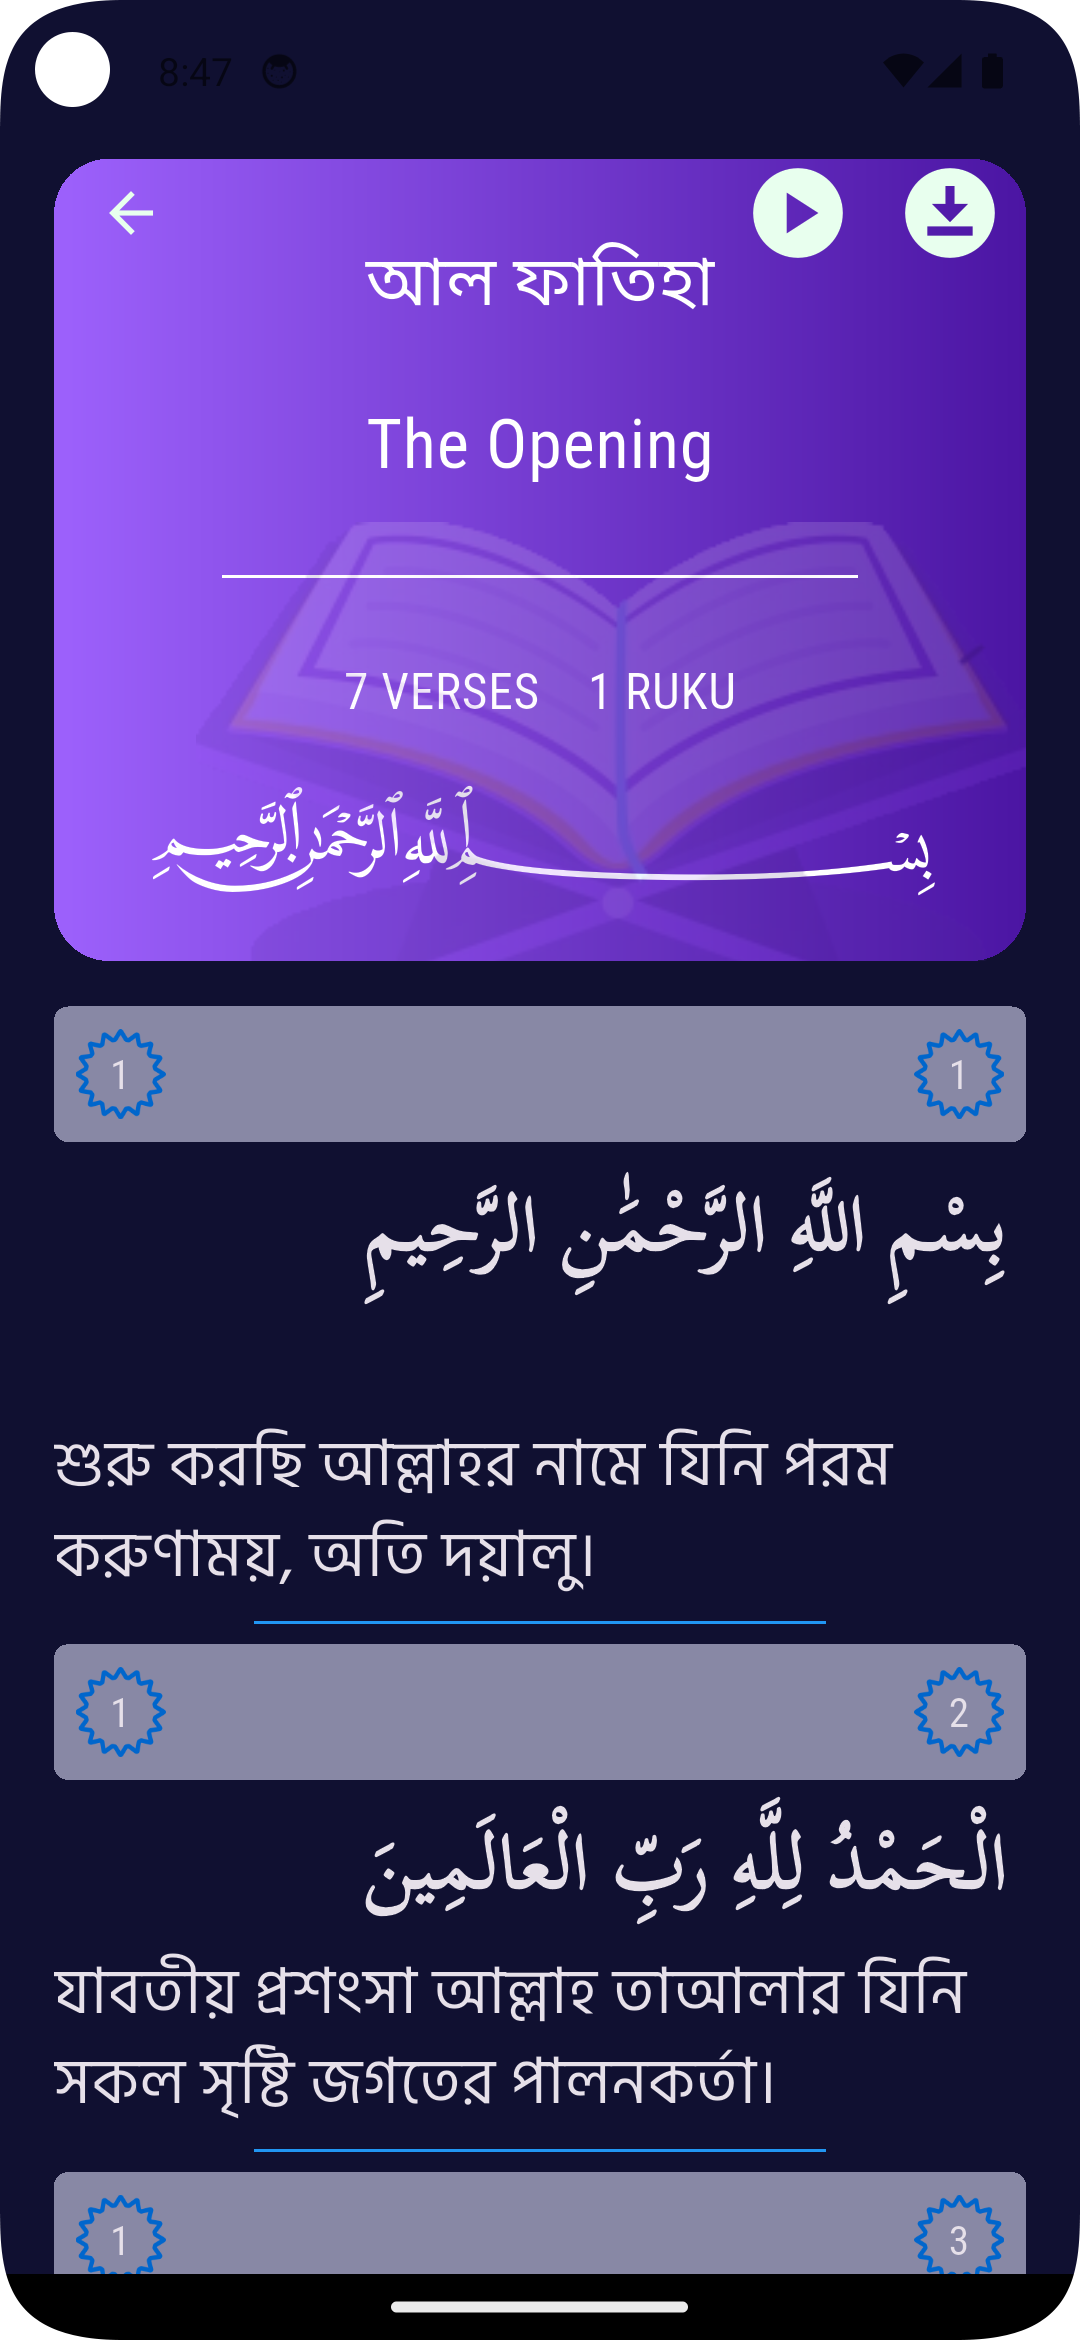 8:47
আল ফাতিহা
The Opening
7 VERSES 1 RUKU
بِسْمِ ٱللَّهِ ٱلرَّحْمَٰنِ ٱلرَّحِيمِ
1 1
بِسْمِ اللَّهِ الرَّحْمَٰنِ الرَّحِيمِ
শুরু করছি আল্লাহর নামে যিনি পরম
করুণাময়, অতি দয়ালু।
1 2
الْحَمْدُ لِلَّهِ رَبِّ الْعَالَمِينَ
যাবতীয় প্রশংসা আল্লাহ তাআলার যিনি
সকল সৃষ্টি জগতের পালনকর্তা।
1 3